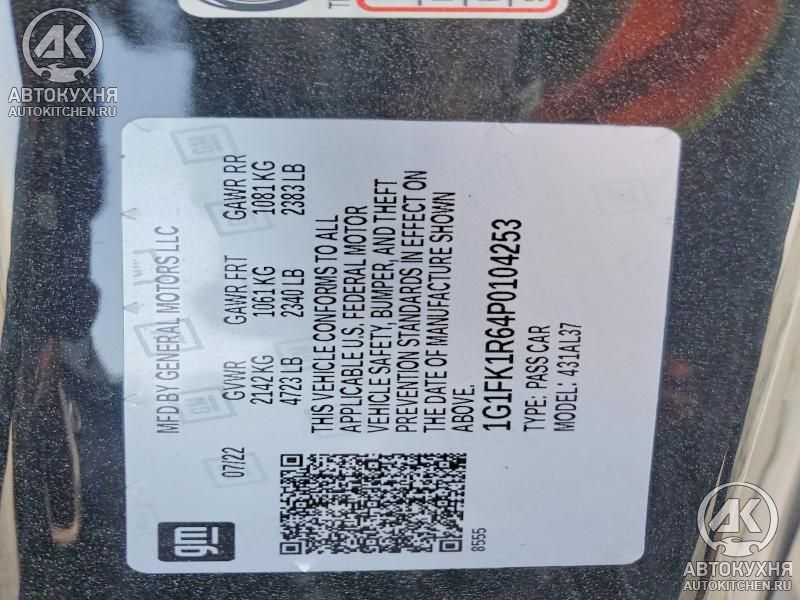 MFD BY GENERAL MOTORS LLC
07/22
GVWR GAWR FRT GAWR RR
2142 KG 1061 KG 1081 KG
4723 LB 2340 LB 2383 LB
THIS VEHICLE CONFORMS TO ALL
APPLICABLE U.S. FEDERAL MOTOR
VEHICLE SAFETY, BUMPER, AND THEFT
PREVENTION STANDARDS IN EFFECT ON
THE DATE OF MANUFACTURE SHOWN
ABOVE.
1G1FK1R64P0104253
TYPE: PASS CAR
MODEL: 431AL37
gm
8555
GM
АК
АВТОКУХНЯ
AUTOKITCHEN.RU
АК
АВТОКУХНЯ
AUTOKITCHEN.RU